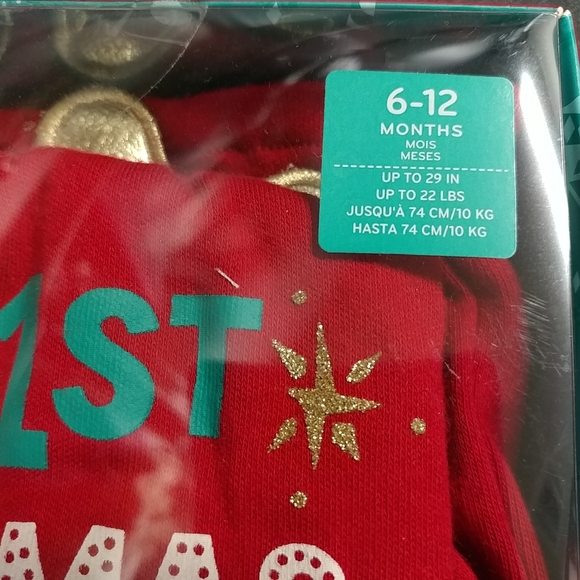 6-12
MONTHS
MOIS
MESES
UP TO 29 IN
UP TO 22 LBS
JUSQU'À 74 CM/10 KG
HASTA 74 CM/10 KG
1ST
MAS